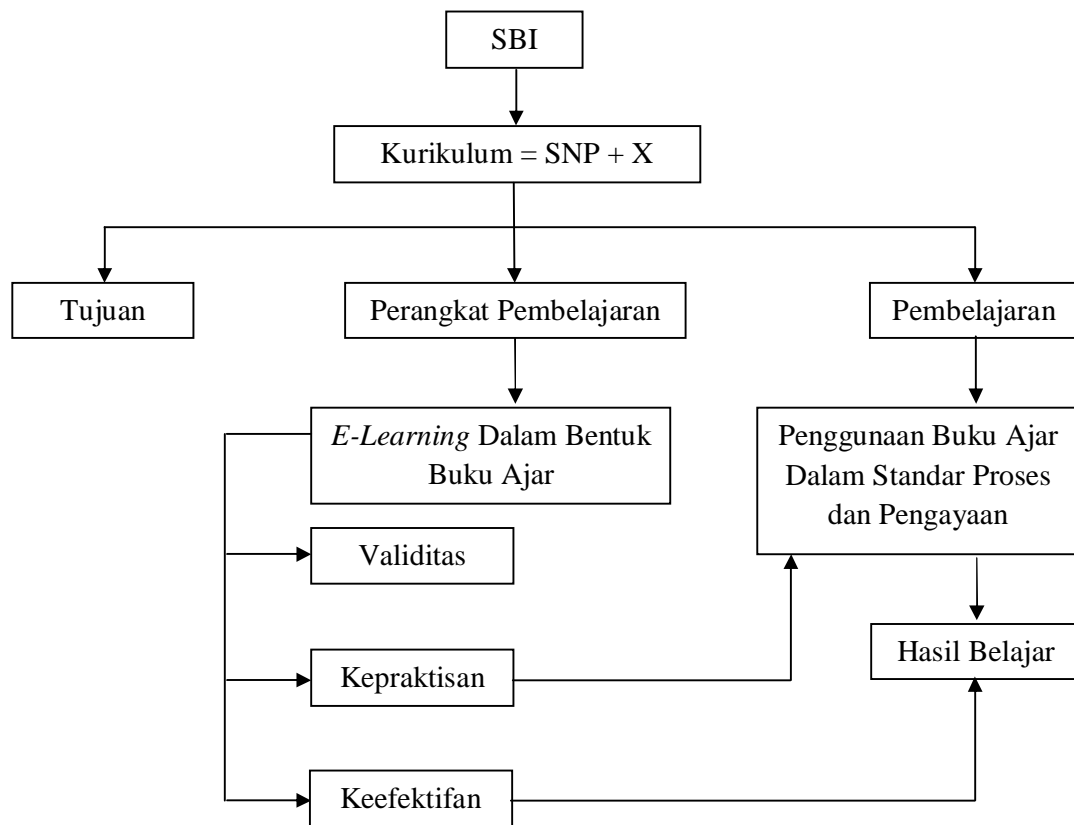 SBI
Kurikulum = SNP + X
Tujuan
Perangkat Pembelajaran
Pembelajaran
E-Learning Dalam Bentuk
Buku Ajar
Penggunaan Buku Ajar
Dalam Standar Proses
dan Pengayaan
Validitas
Hasil Belajar
Kepraktisan
Keefektifan